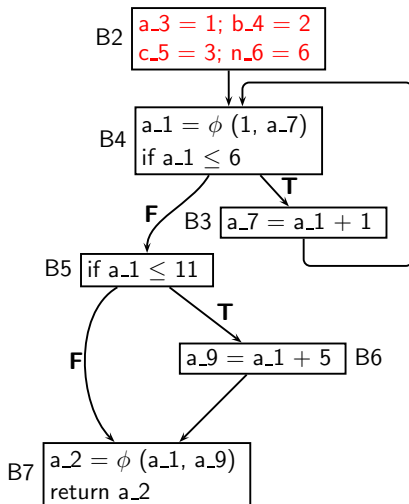 B2
a_3 = 1; b_4 = 2
c_5 = 3; n_6 = 6
B4
a_1 = ϕ (1, a_7)
if a_1 ≤ 6
F
T
B3
a_7 = a_1 + 1
B5
if a_1 ≤ 11
F
T
a_9 = a_1 + 5
B6
B7
a_2 = ϕ (a_1, a_9)
return a_2